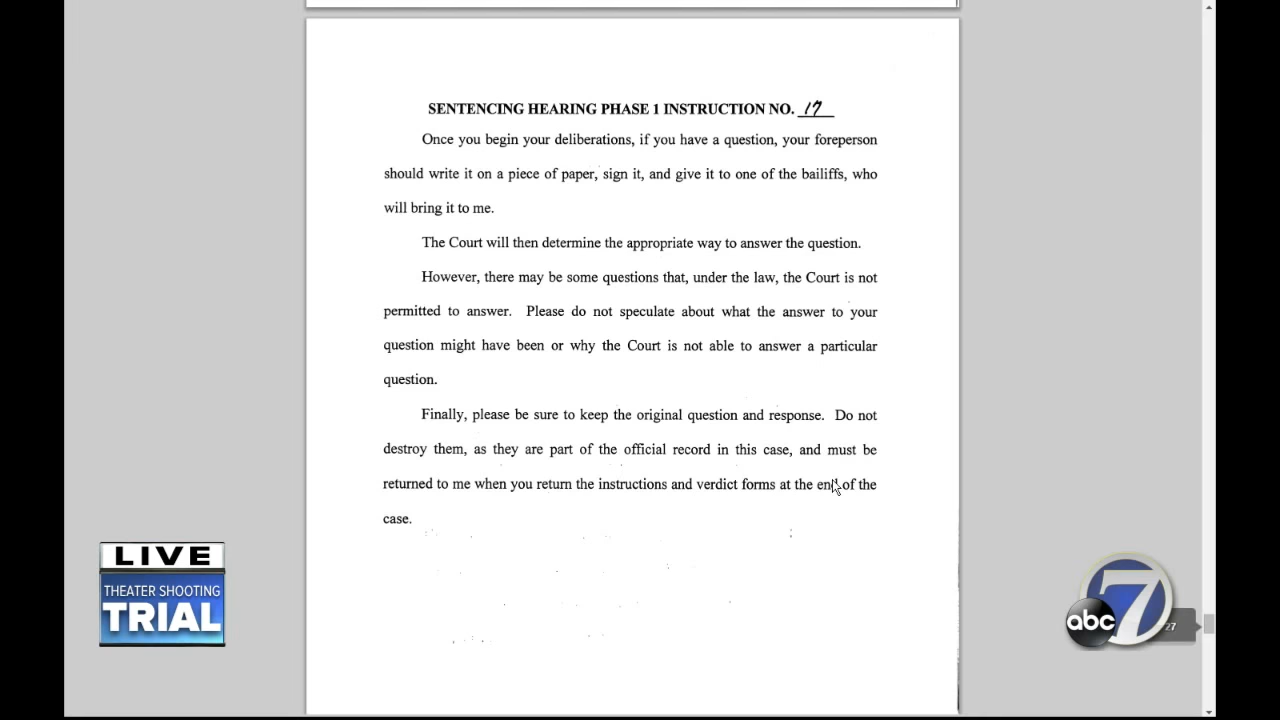 SENTENCING HEARING PHASE 1 INSTRUCTION NO. 17
Once you begin your deliberations, if you have a question, your foreperson
should write it on a piece of paper, sign it, and give it to one of the bailiffs, who
will bring it to me.
The Court will then determine the appropriate way to answer the question.
However, there may be some questions that, under the law, the Court is not
permitted to answer. Please do not speculate about what the answer to your
question might have been or why the Court is not able to answer a particular
question.
Finally, please be sure to keep the original question and response. Do not
destroy them, as they are part of the official record in this case, and must be
returned to me when you return the instructions and verdict forms at the end of the
case.
LIVE
THEATER SHOOTING
TRIAL
abc 7
27